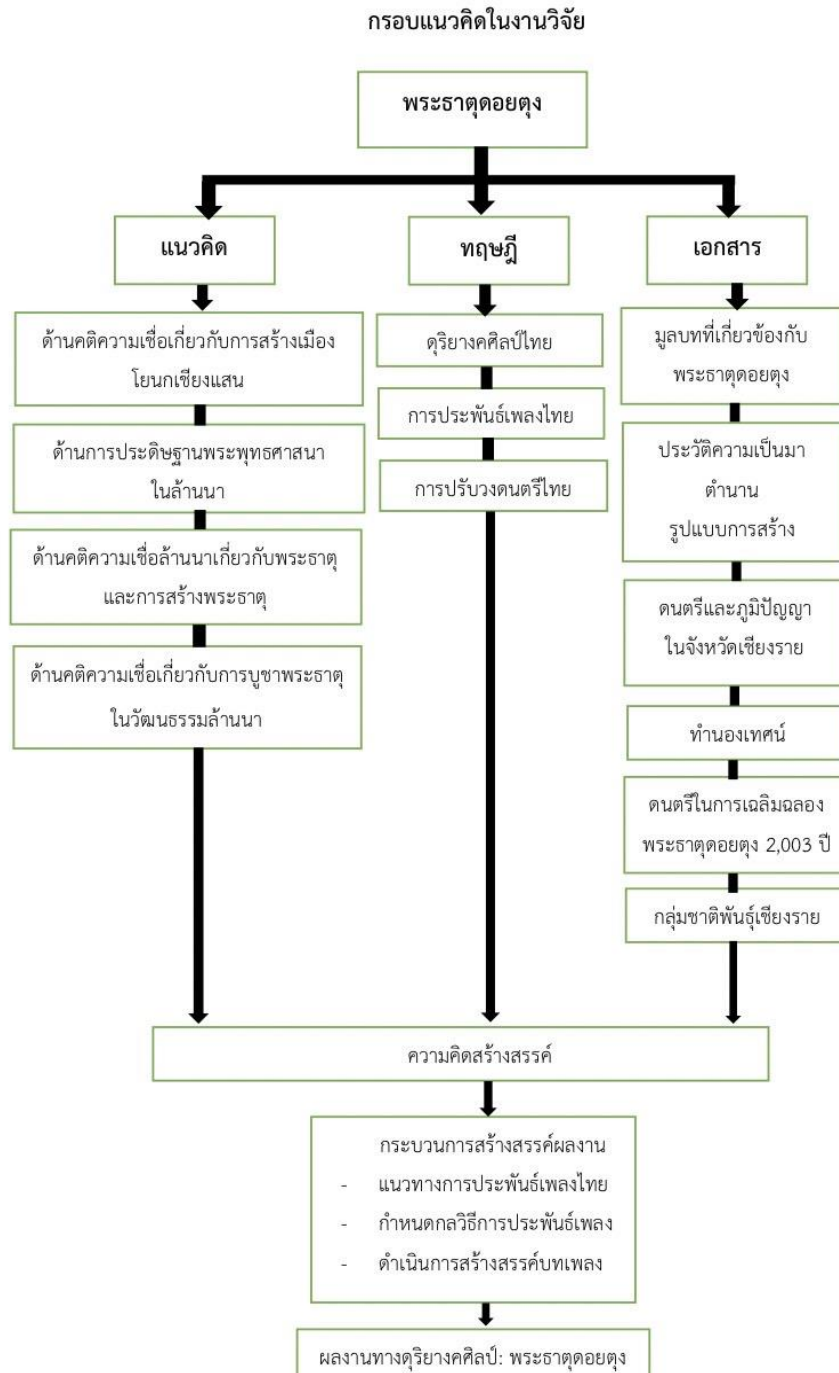 กรอบแนวคิดในงานวิจัย
พระธาตุดอยตุง
แนวคิด
ด้านคติความเชื่อเกี่ยวกับการสร้างเมือง
โยนกเชียงแสน
ด้านการประดิษฐานพระพุทธศาสนา
ในล้านนา
ด้านคติความเชื่อล้านนาเกี่ยวกับพระธาตุ
และการสร้างพระธาตุ
ด้านคติความเชื่อเกี่ยวกับการบูชาพระธาตุ
ในวัฒนธรรมล้านนา
ทฤษฎี
ดุริยางคศิลป์ไทย
การประพันธ์เพลงไทย
การปรับวงดนตรีไทย
เอกสาร
มูลบทที่เกี่ยวข้องกับ
พระธาตุดอยตุง
ประวัติความเป็นมา
ตำนาน
รูปแบบการสร้าง
ดนตรีและภูมิปัญญา
ในจังหวัดเชียงราย
ทำนองเทศน์
ดนตรีในการเฉลิมฉลอง
พระธาตุดอยตุง 2,003 ปี
กลุ่มชาติพันธุ์เชียงราย
ความคิดสร้างสรรค์
กระบวนการสร้างสรรค์ผลงาน
- แนวทางการประพันธ์เพลงไทย
- กำหนดกลวิธีการประพันธ์เพลง
- ดำเนินการสร้างสรรค์บทเพลง
ผลงานทางดุริยางคศิลป์: พระธาตุดอยตุง